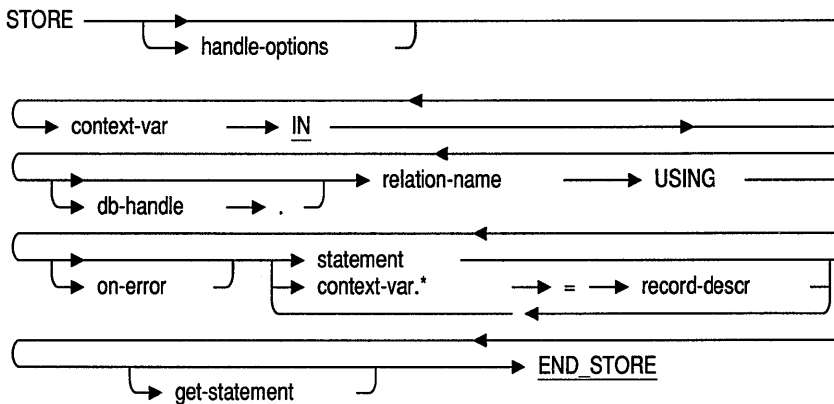 STORE
handle-options
context-var IN
relation-name USING
db-handle .
statement
on-error context-var.* = record-descr
END_STORE
get-statement